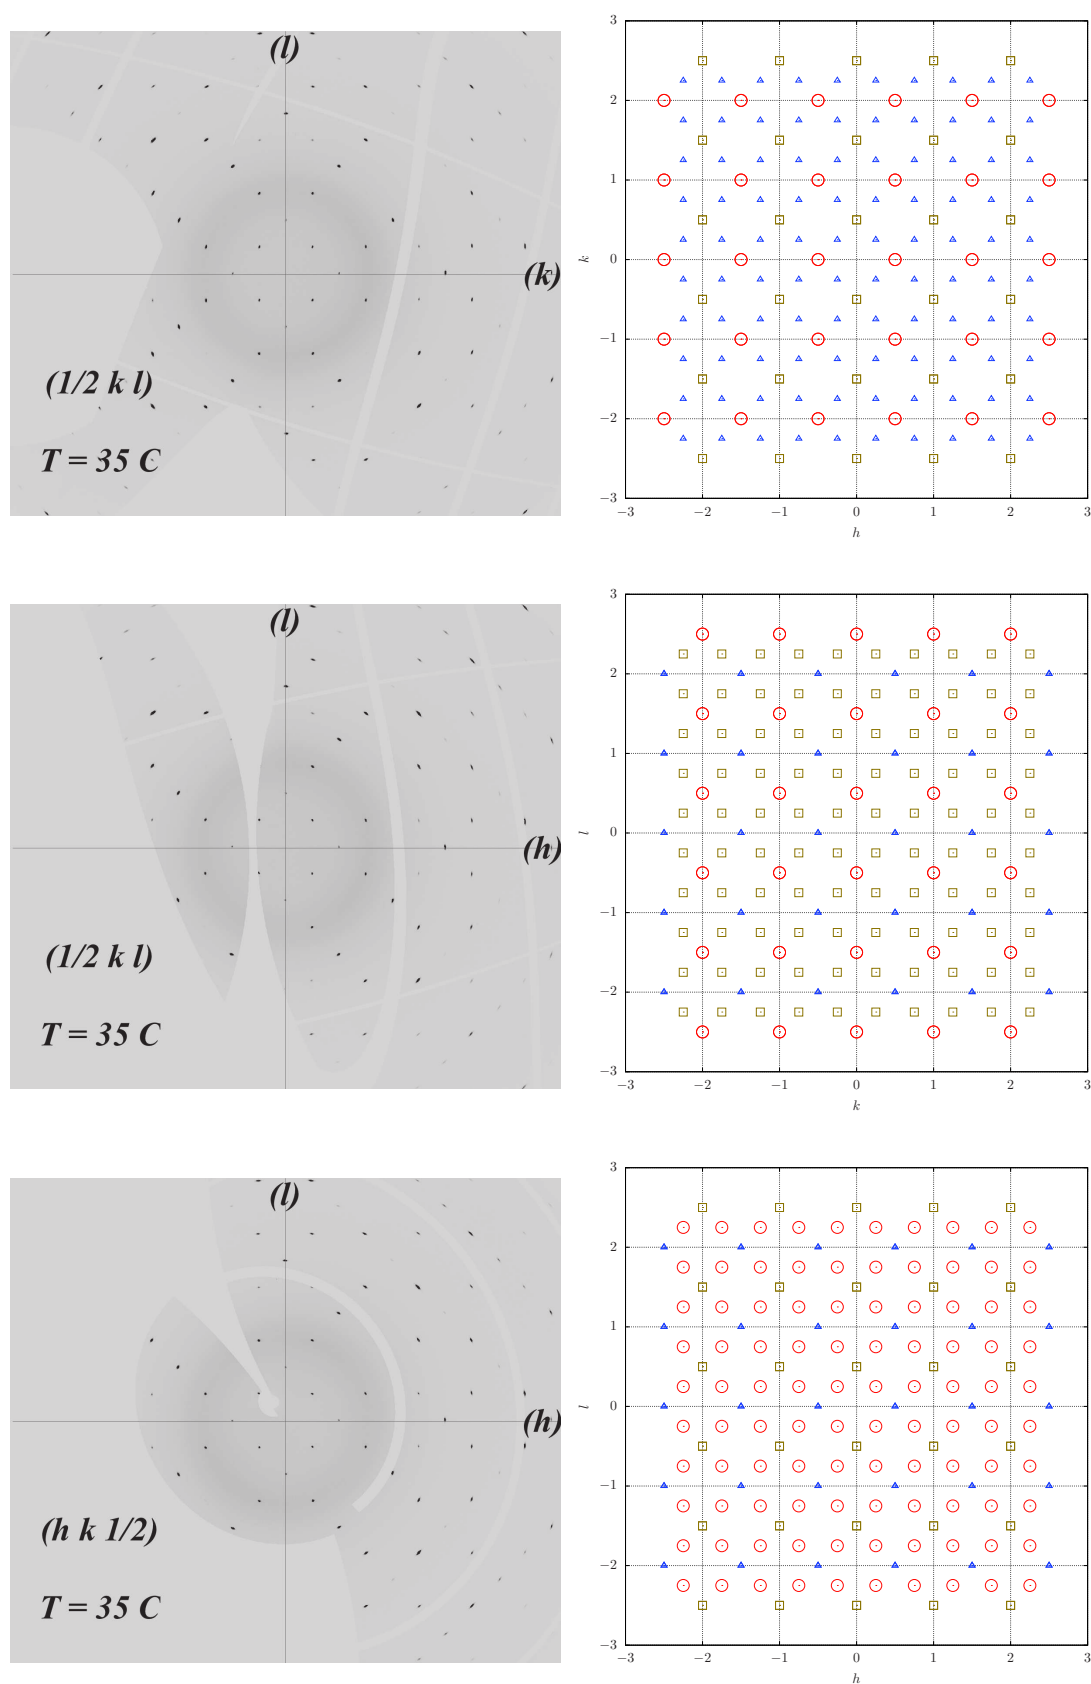 (l)
(k)
(1/2 k l)
T = 35 C
3
2
1
0
−1
−2
−3
k
−3 −2 −1 0 1 2 3
h
(l)
(h)
(1/2 k l)
T = 35 C
3
2
1
0
−1
−2
−3
l
−3 −2 −1 0 1 2 3
k
(l)
(h)
(h k 1/2)
T = 35 C
3
2
1
0
−1
−2
−3
l
−3 −2 −1 0 1 2 3
h